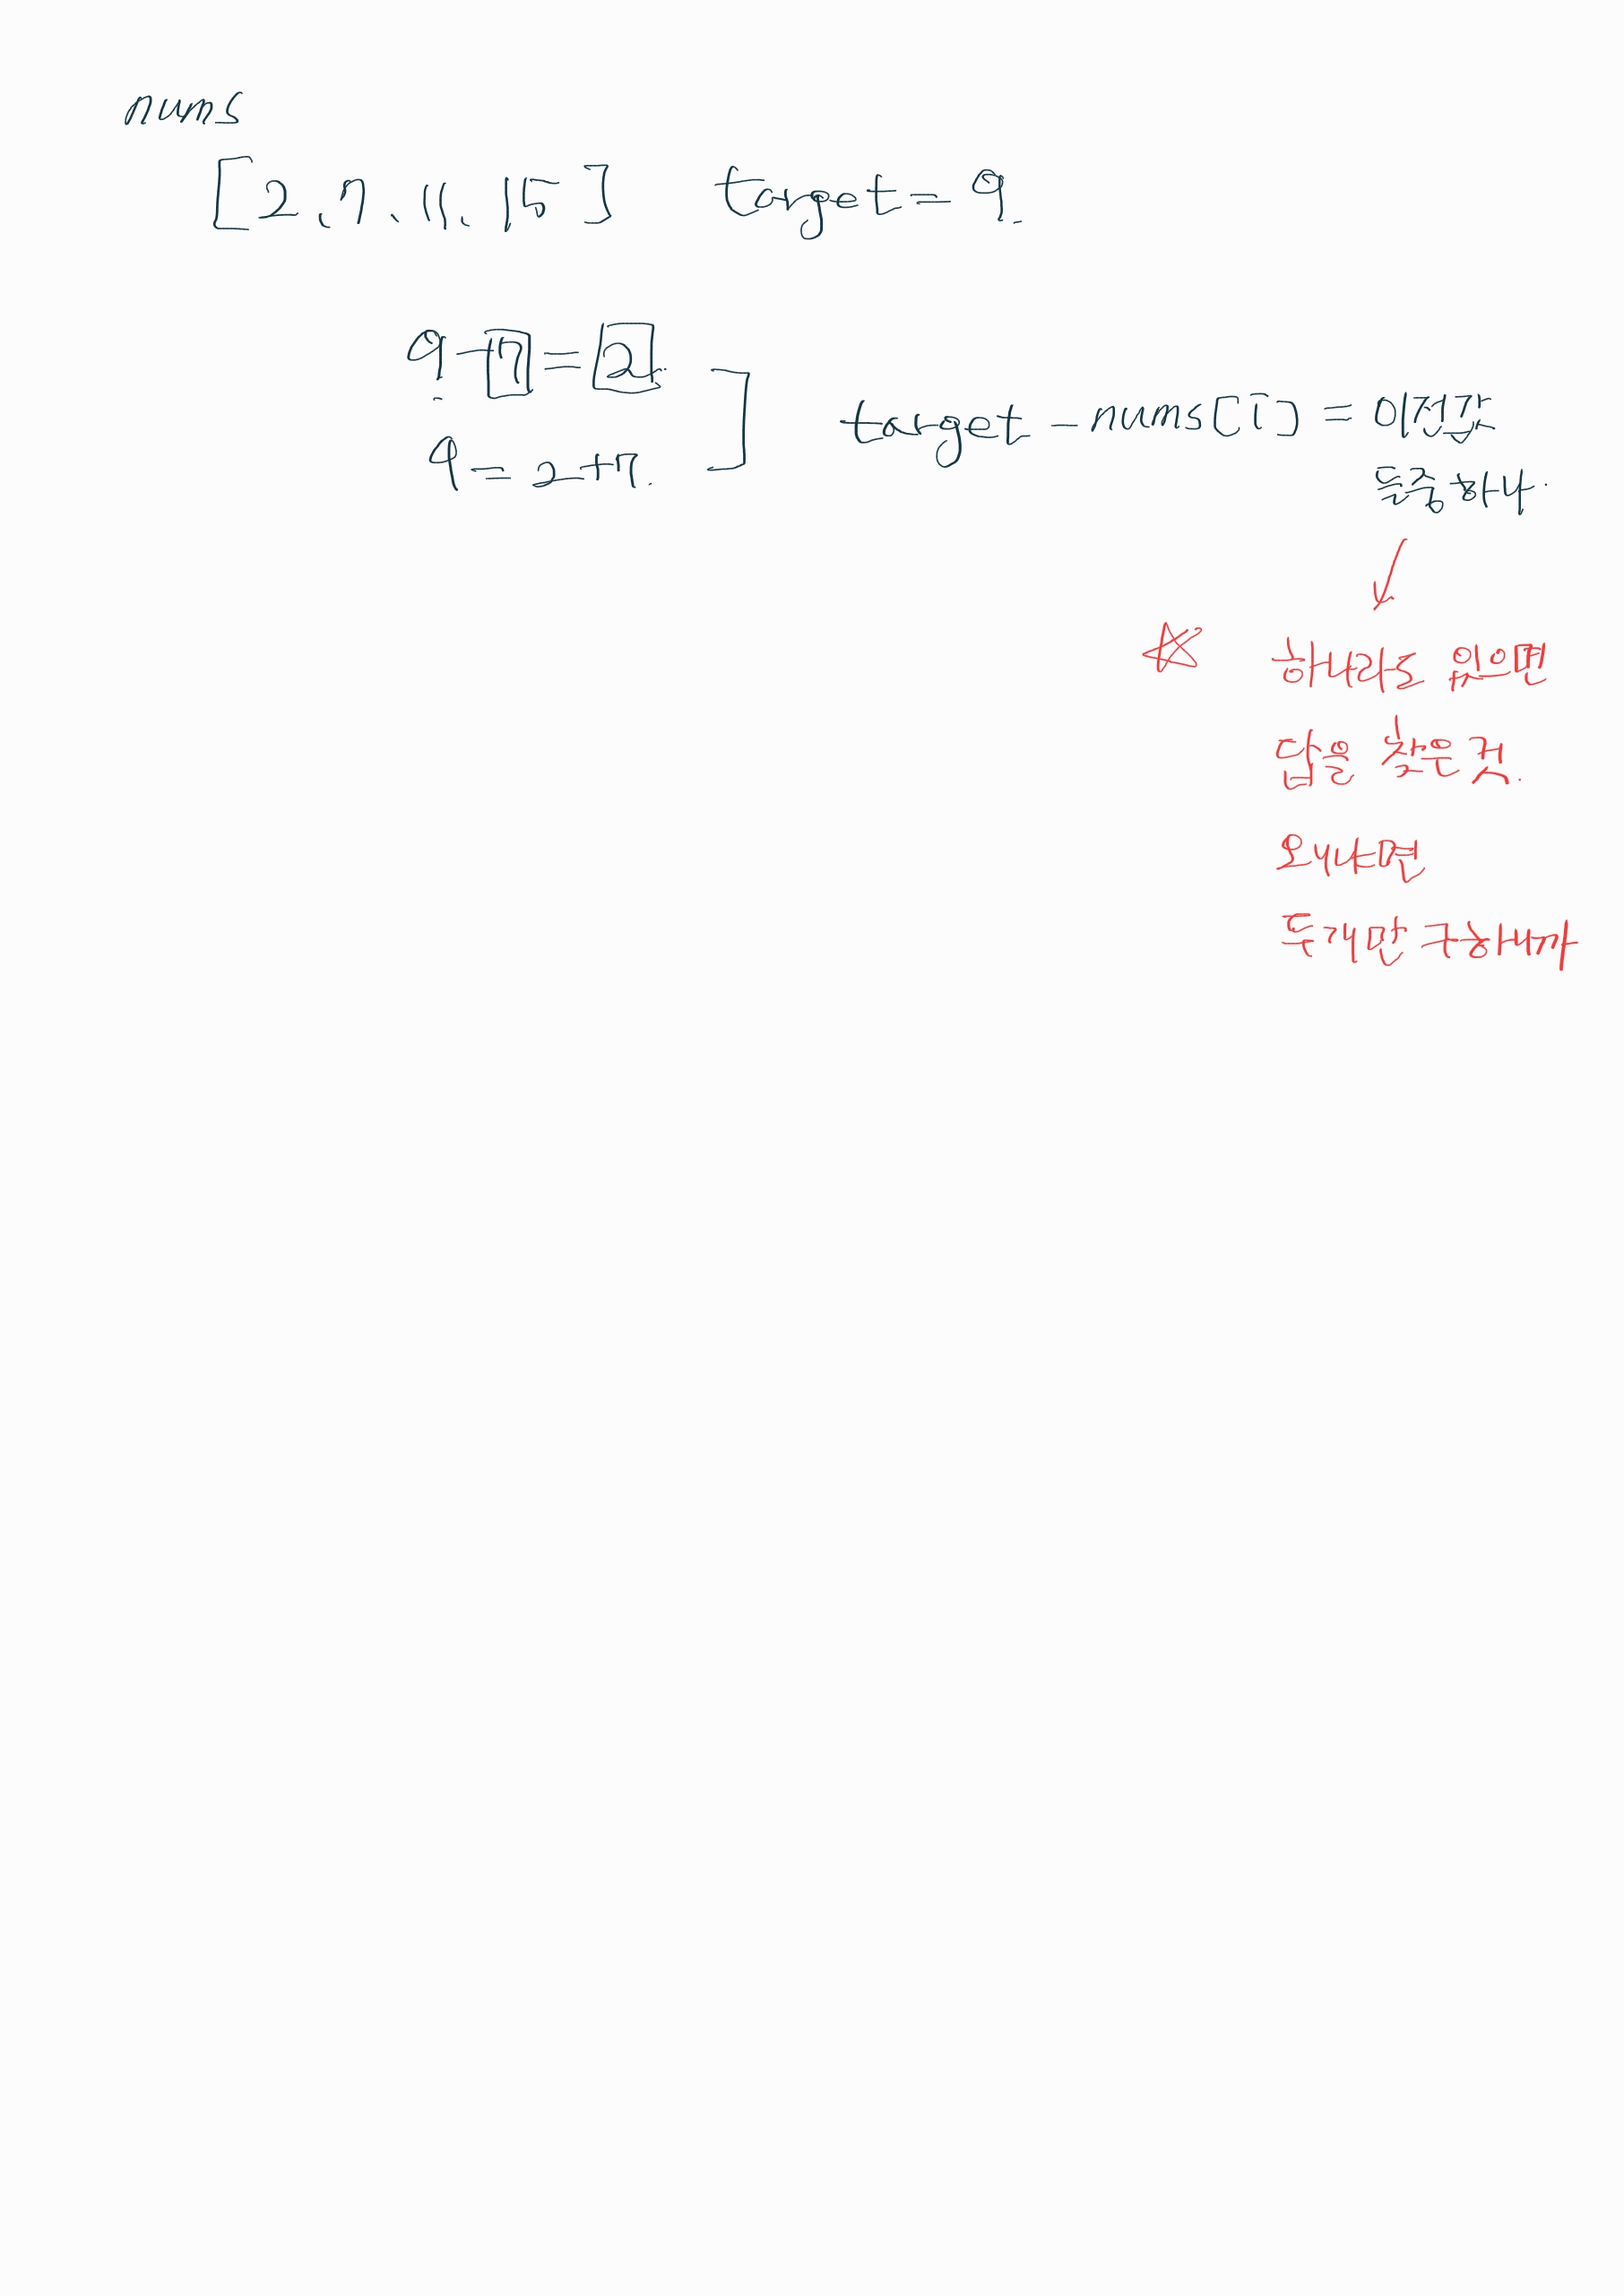 nums
[2, 7, 11, 15] target = 9.
9 - 7 = 2.
9 = 2+7.
target - nums[i] = 이전값
들중 하나.
하나라도 있으면
답을 찾은것.
왜냐면
두개만 구하니까